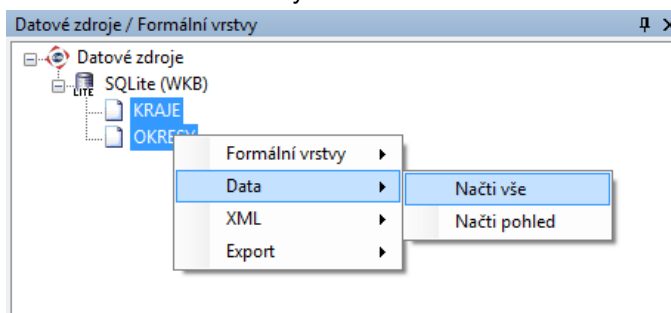 Datové zdroje / Formální vrstvy
Datové zdroje
LITE SQLite (WKB)
KRAJE
OKRESY
Formální vrstvy
Data
XML
Export
Načti vše
Načti pohled